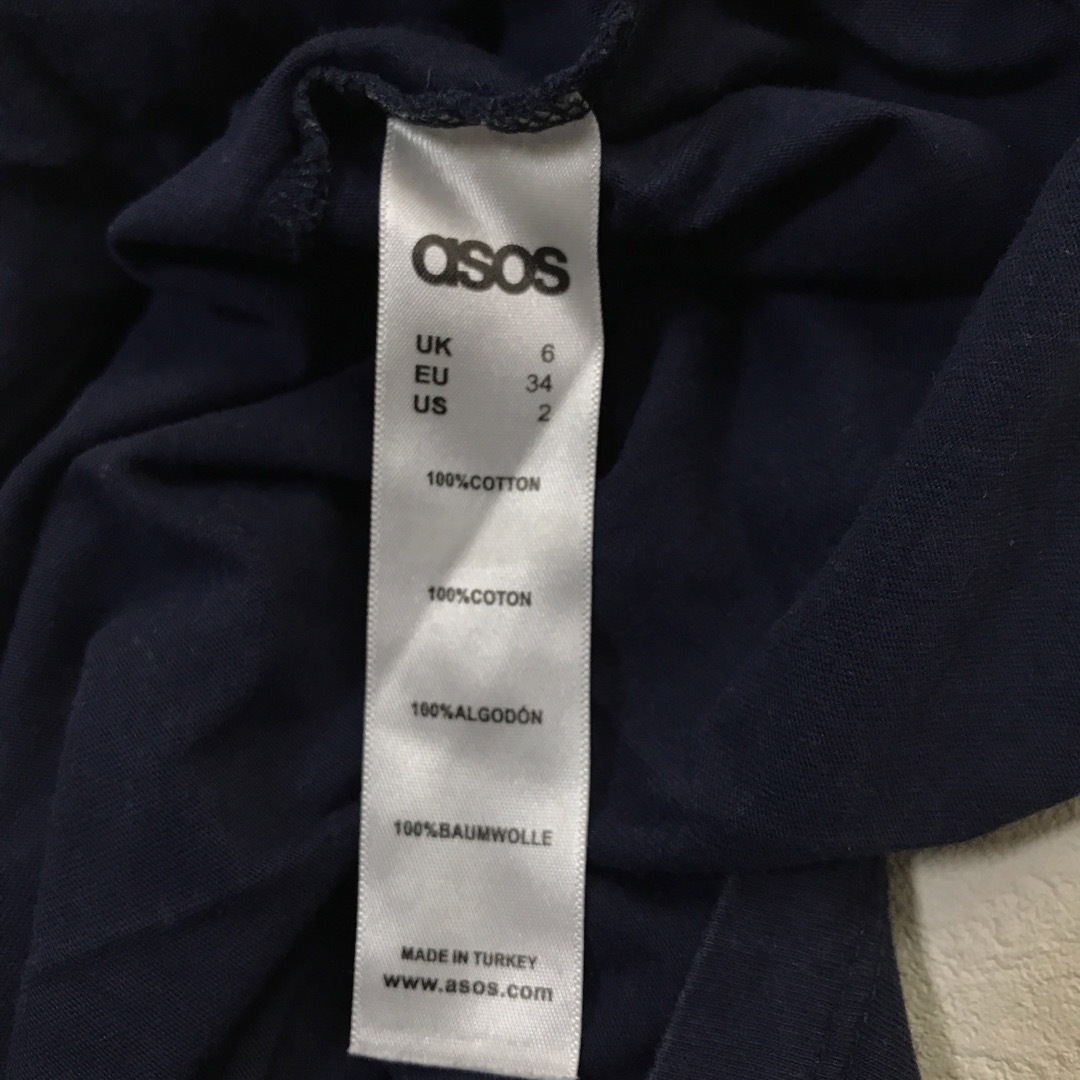 asos
UK 6
EU 34
US 2
100%COTTON
100%COTON
100%ALGODÓN
100%BAUMWOLLE
MADE IN TURKEY
www.asos.com